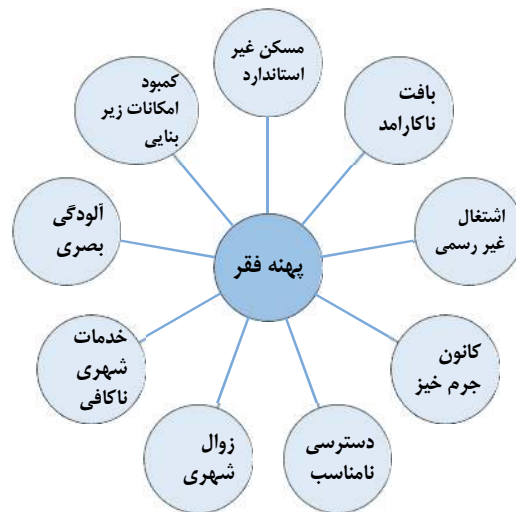 مسکن غیر
استاندارد
بافت
ناکارامد
اشتغال
غیر رسمی
کانون
جرم خیز
دسترسی
نامناسب
زوال
شهری
خدمات
شهری
ناکافی
آلودگی
بصری
کمبود
امکانات زیر
بنایی
پهنه فقر